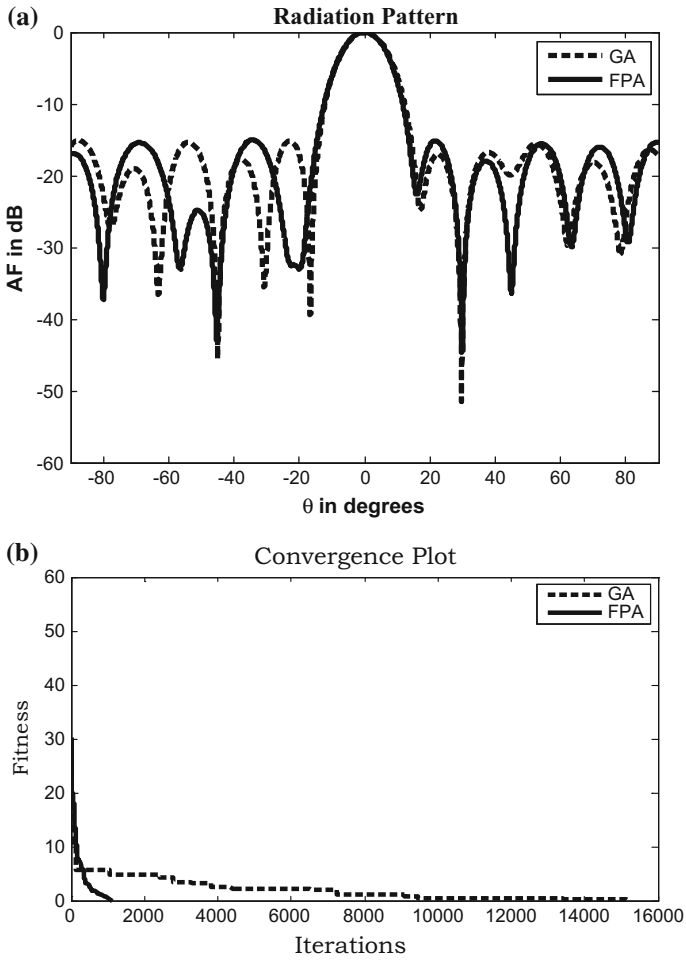 (a)
Radiation Pattern
0
-10
-20
-30
-40
-50
-60
AF in dB
GA
FPA
-80 -60 -40 -20 0 20 40 60 80
θ in degrees
(b)
Convergence Plot
60
50
40
30
20
10
0
Fitness
GA
FPA
0 2000 4000 6000 8000 10000 12000 14000 16000
Iterations